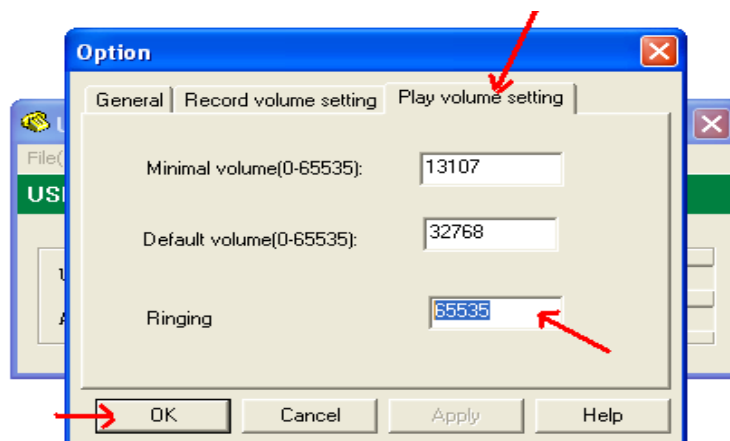 Option
General
Record volume setting
Play volume setting
File(
USI
Minimal volume(0-65535):
13107
Default volume(0-65535):
32768
Ringing
65535
OK
Cancel
Apply
Help